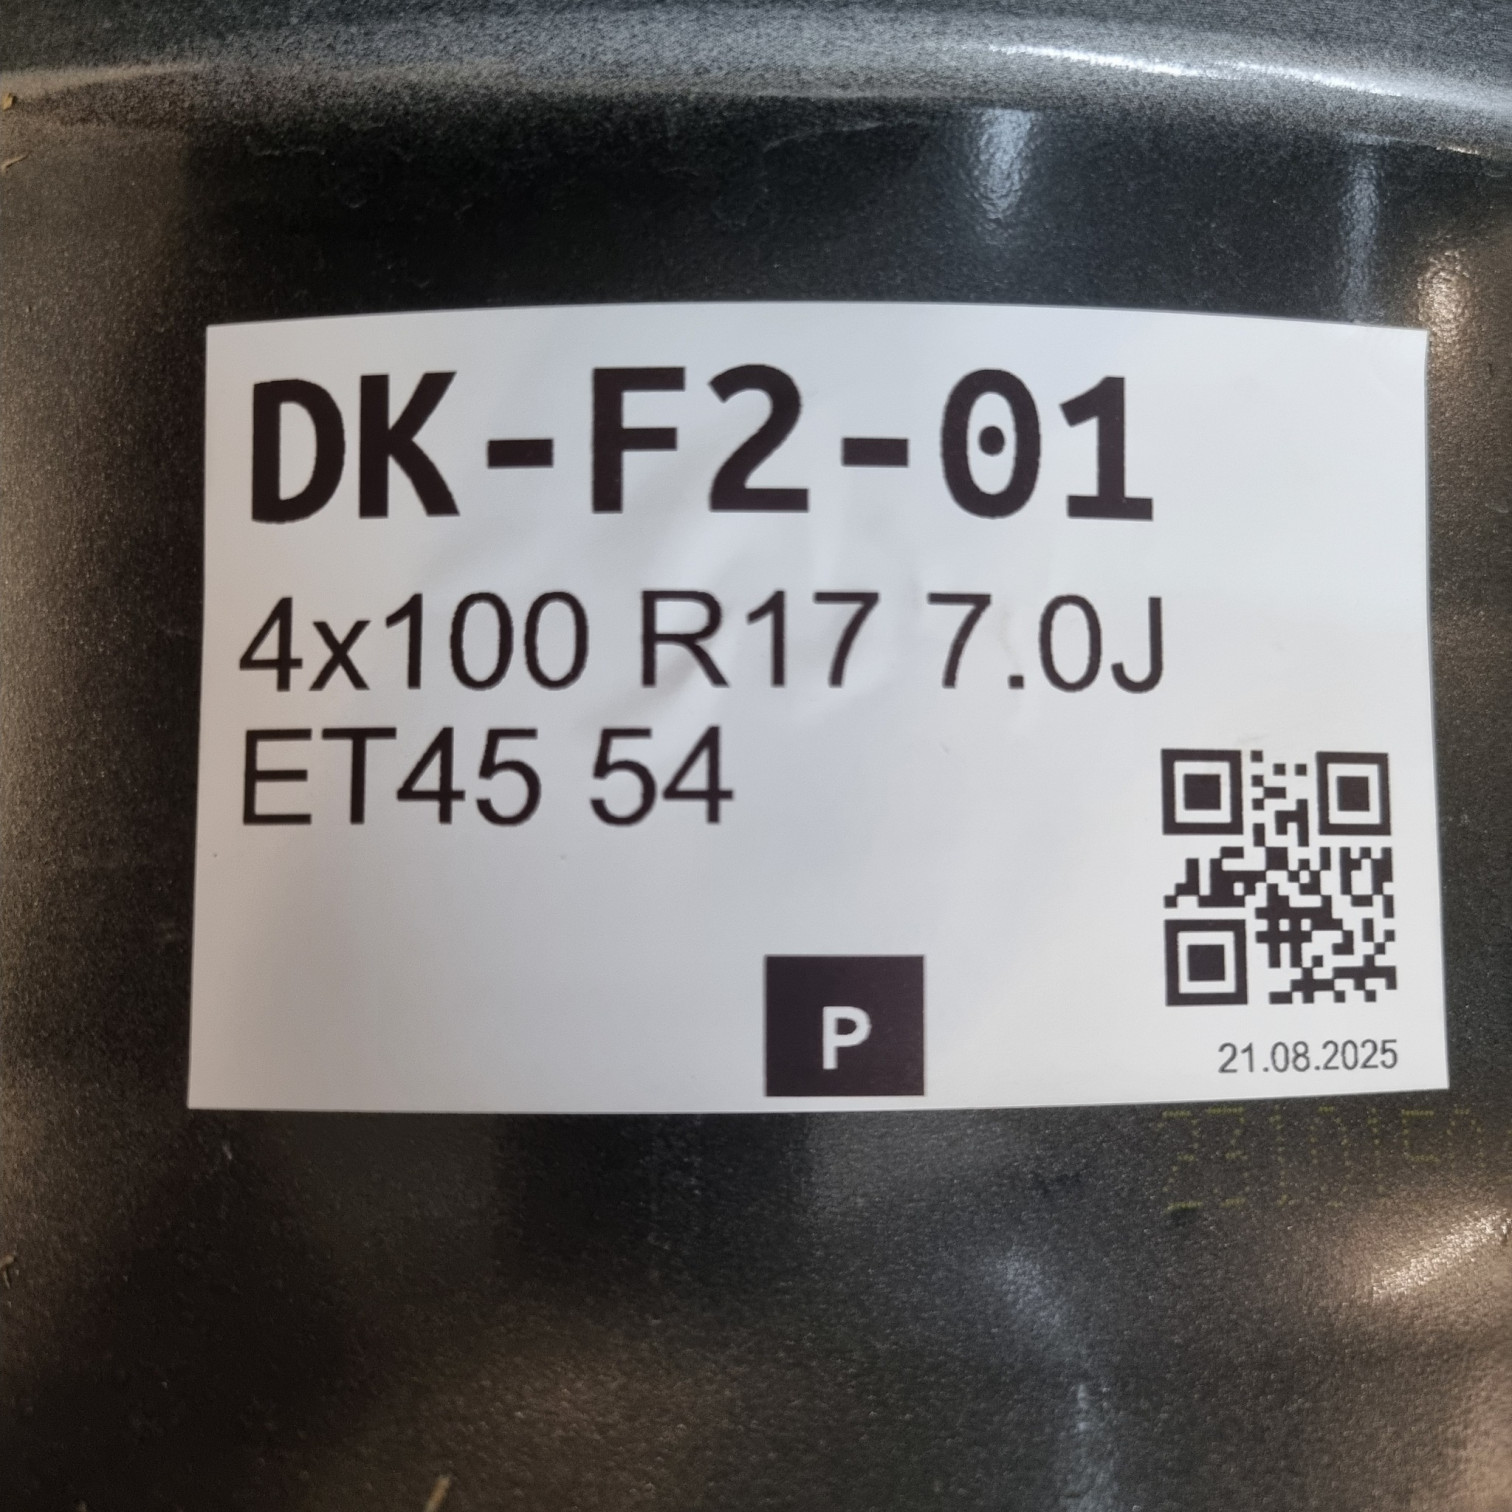 DK-F2-01
4x100 R17 7.0J
ET45 54
P
21.08.2025